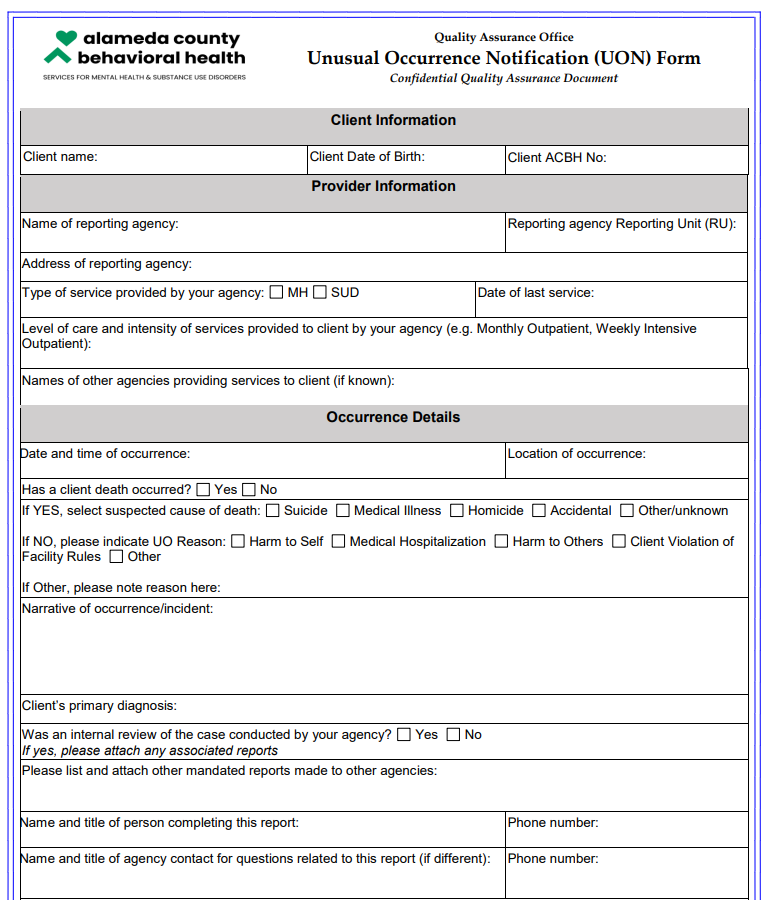 alameda county
behavioral health
SERVICES FOR MENTAL HEALTH & SUBSTANCE USE DISORDERS
Quality Assurance Office
Unusual Occurrence Notification (UON) Form
Confidential Quality Assurance Document
Client Information
Client name:
Client Date of Birth:
Client ACBH No:
Provider Information
Name of reporting agency:
Reporting agency Reporting Unit (RU):
Address of reporting agency:
Type of service provided by your agency: ☐ MH ☐ SUD
Date of last service:
Level of care and intensity of services provided to client by your agency (e.g. Monthly Outpatient, Weekly Intensive
Outpatient):
Names of other agencies providing services to client (if known):
Occurrence Details
Date and time of occurrence:
Location of occurrence:
Has a client death occurred? ☐ Yes ☐ No
If YES, select suspected cause of death: ☐ Suicide ☐ Medical Illness ☐ Homicide ☐ Accidental ☐ Other/unknown
If NO, please indicate UO Reason: ☐ Harm to Self ☐ Medical Hospitalization ☐ Harm to Others ☐ Client Violation of
Facility Rules ☐ Other
If Other, please note reason here:
Narrative of occurrence/incident:
Client's primary diagnosis:
Was an internal review of the case conducted by your agency? ☐ Yes ☐ No
If yes, please attach any associated reports
Please list and attach other mandated reports made to other agencies:
Name and title of person completing this report:
Phone number:
Name and title of agency contact for questions related to this report (if different):
Phone number: